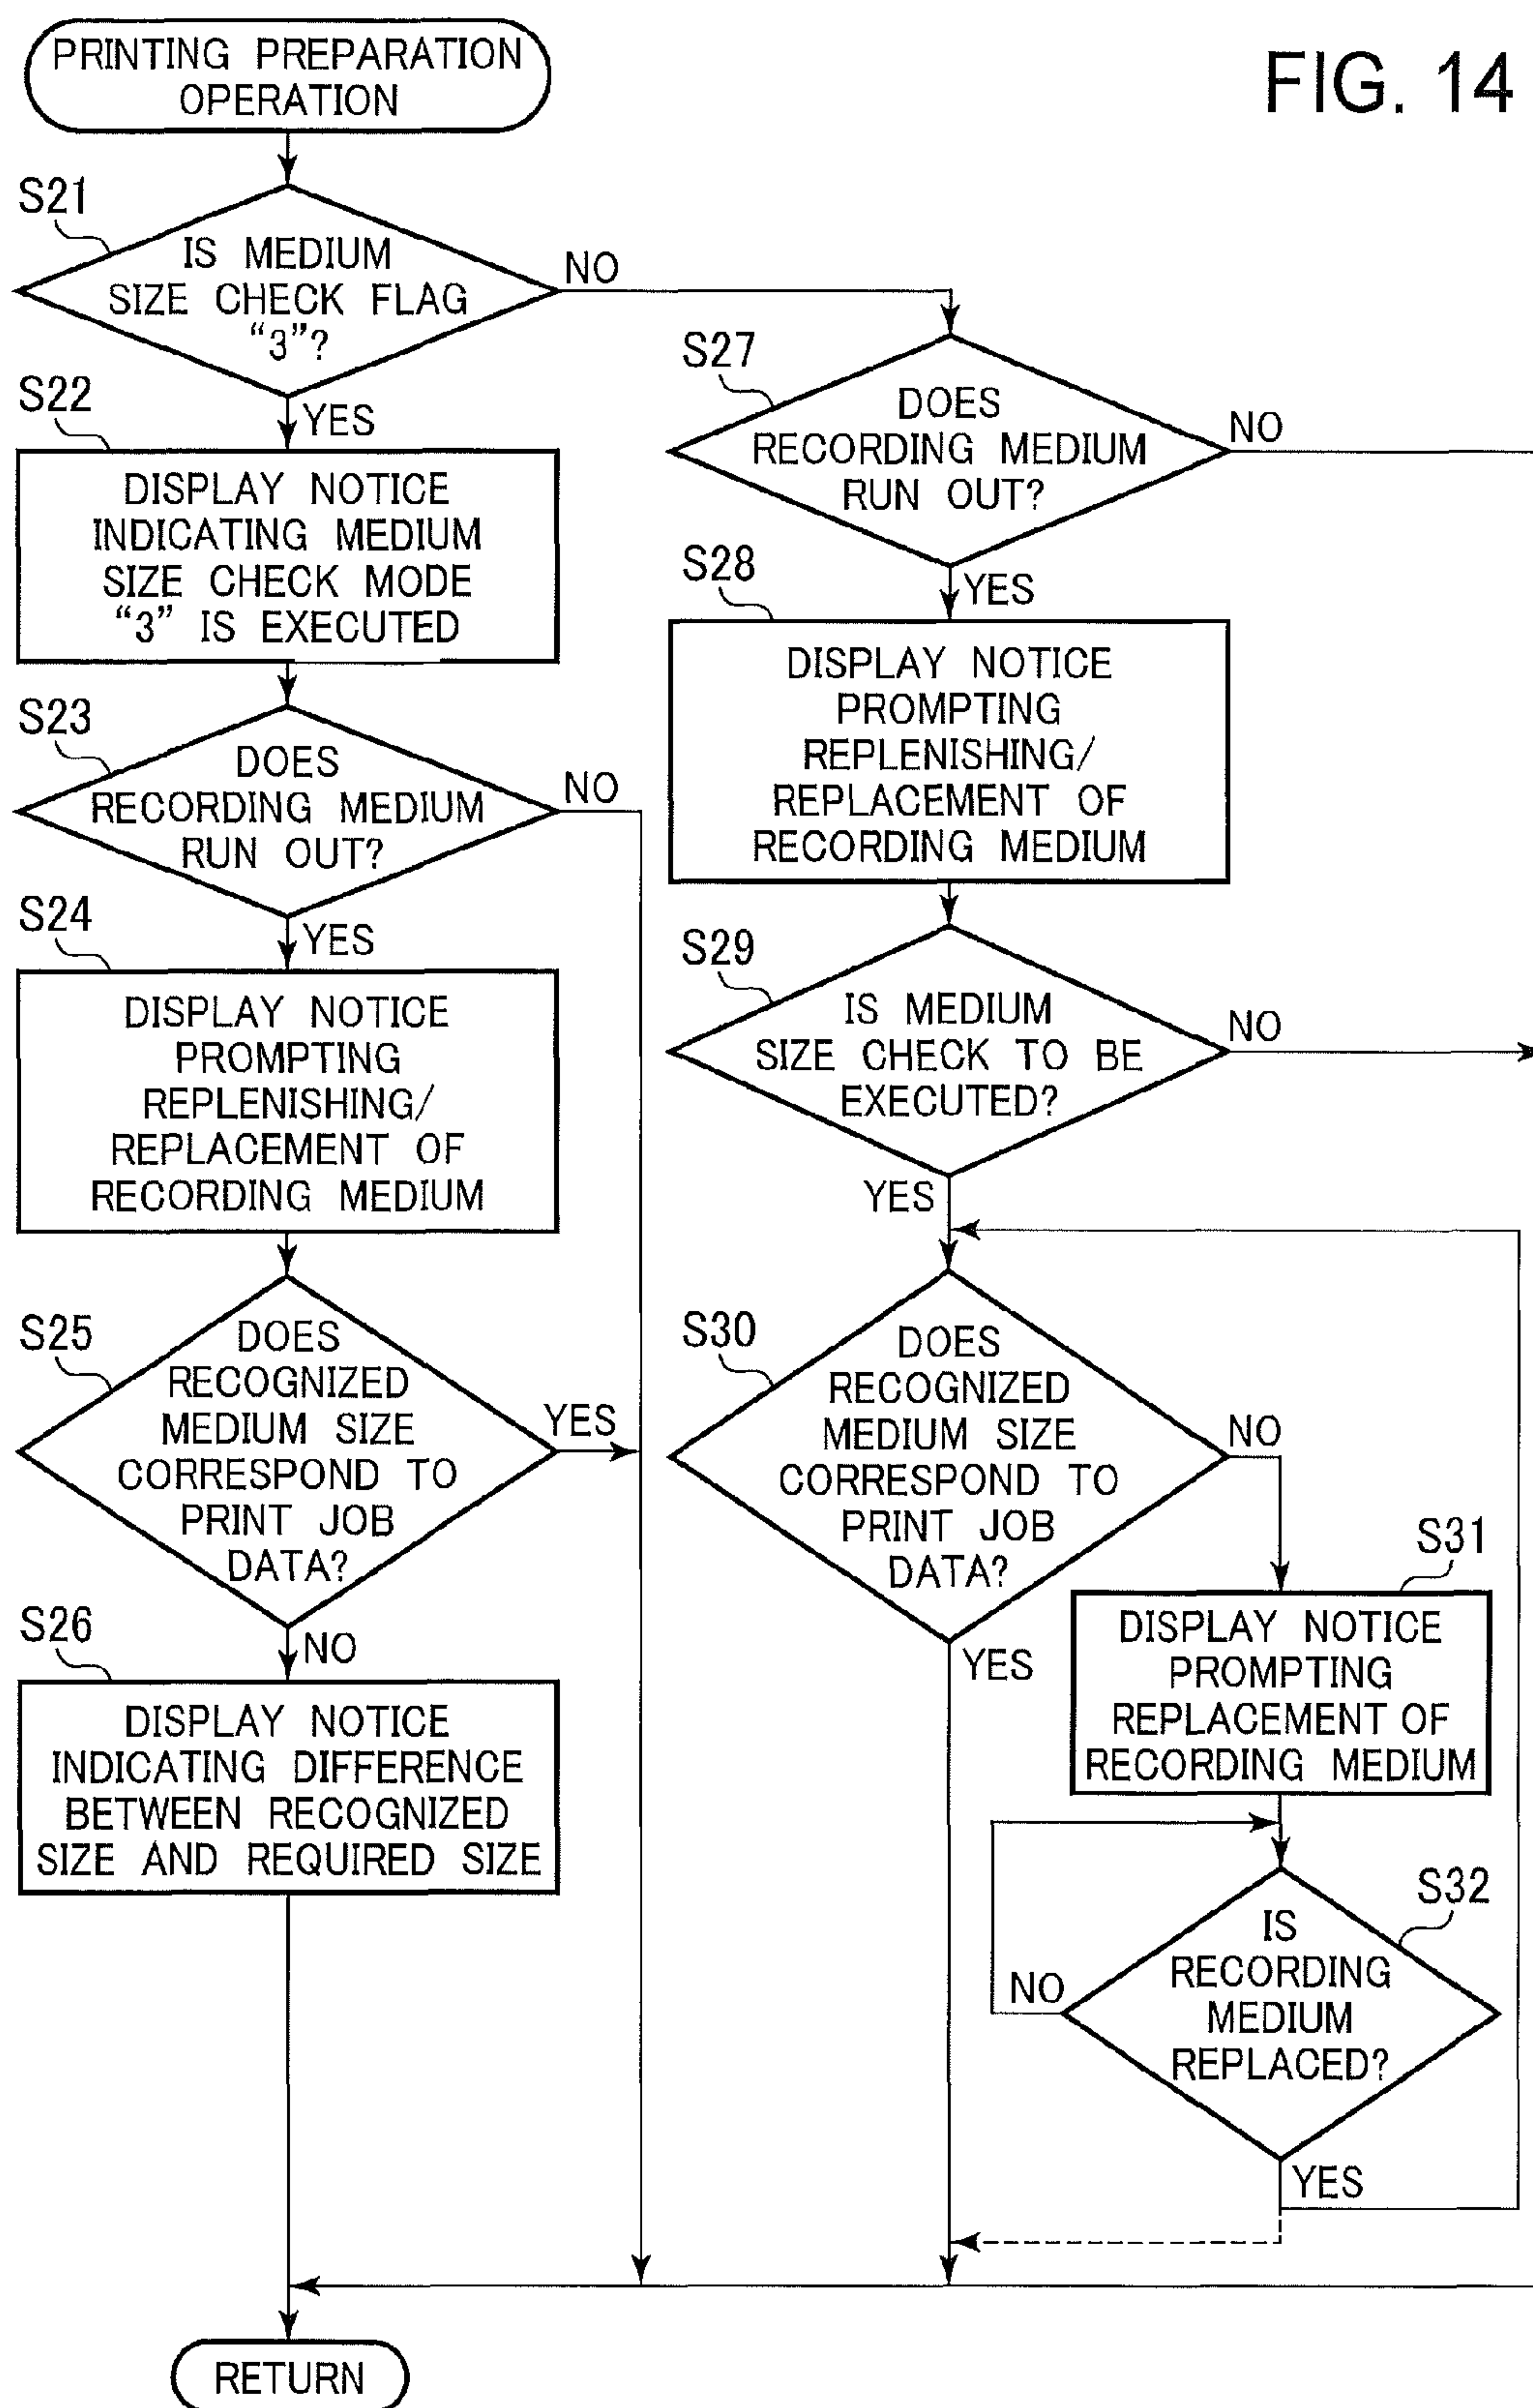 FIG. 14
PRINTING PREPARATION
OPERATION
S21
IS MEDIUM
SIZE CHECK FLAG
“3”?
NO
YES
S22
DISPLAY NOTICE
INDICATING MEDIUM
SIZE CHECK MODE
“3” IS EXECUTED
S23
DOES
RECORDING MEDIUM
RUN OUT?
NO
YES
S24
DISPLAY NOTICE
PROMPTING
REPLENISHING/
REPLACEMENT OF
RECORDING MEDIUM
S25
DOES
RECOGNIZED
MEDIUM SIZE
CORRESPOND TO
PRINT JOB
DATA?
YES
NO
S26
DISPLAY NOTICE
INDICATING DIFFERENCE
BETWEEN RECOGNIZED
SIZE AND REQUIRED SIZE
S27
DOES
RECORDING MEDIUM
RUN OUT?
NO
YES
S28
DISPLAY NOTICE
PROMPTING
REPLENISHING/
REPLACEMENT OF
RECORDING MEDIUM
S29
IS MEDIUM
SIZE CHECK TO BE
EXECUTED?
NO
YES
S30
DOES
RECOGNIZED
MEDIUM SIZE
CORRESPOND TO
PRINT JOB
DATA?
NO
YES
S31
DISPLAY NOTICE
PROMPTING
REPLACEMENT OF
RECORDING MEDIUM
S32
IS
RECORDING
MEDIUM
REPLACED?
NO
YES
RETURN